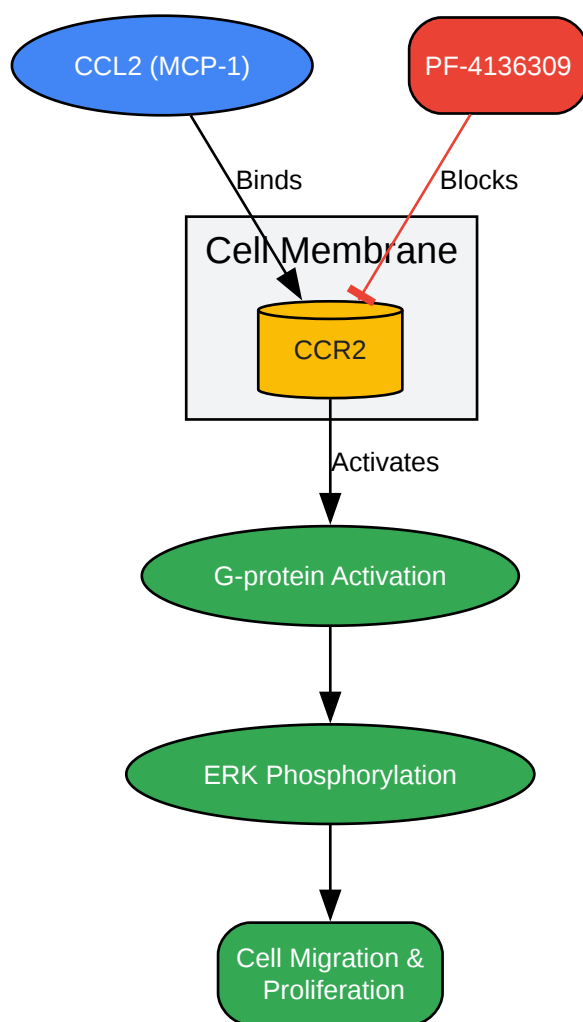 CCL2 (MCP-1)
PF-4136309
Binds
Blocks
Cell Membrane
CCR2
Activates
G-protein Activation
ERK Phosphorylation
Cell Migration &
Proliferation